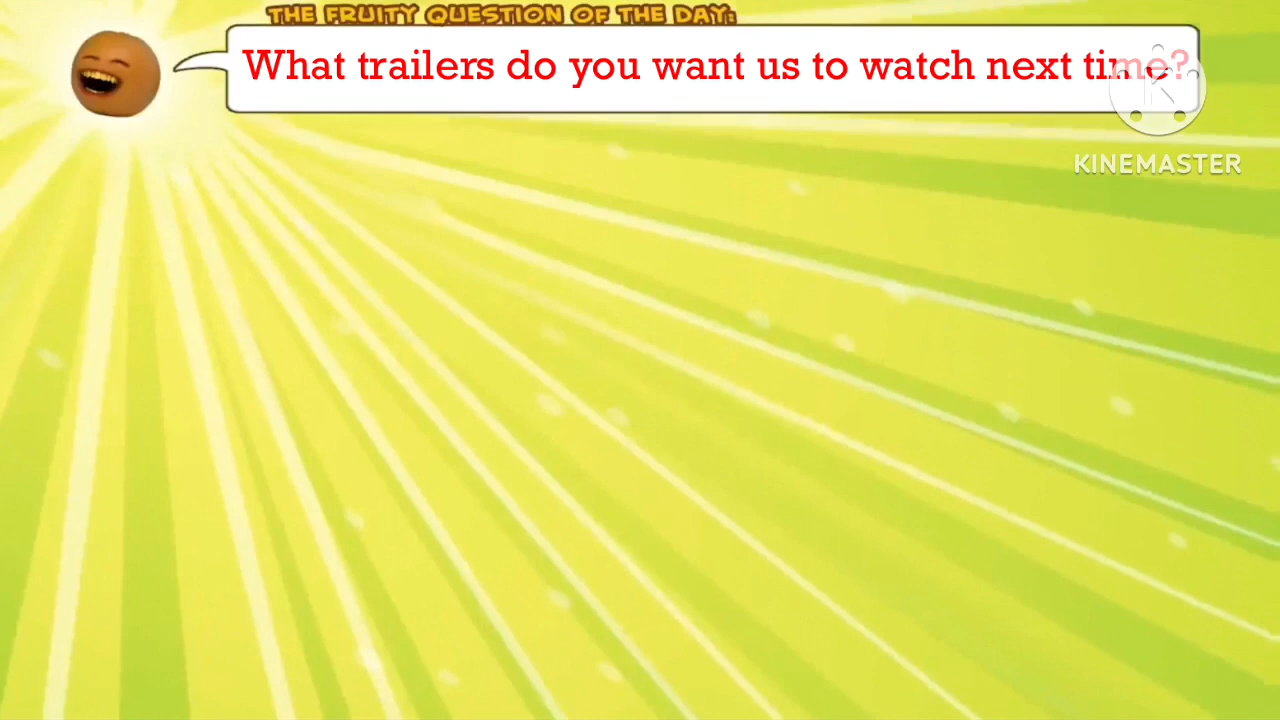 THE FRUITY QUESTION OF THE DAY:
What trailers do you want us to watch next time?
K
KINEMASTER